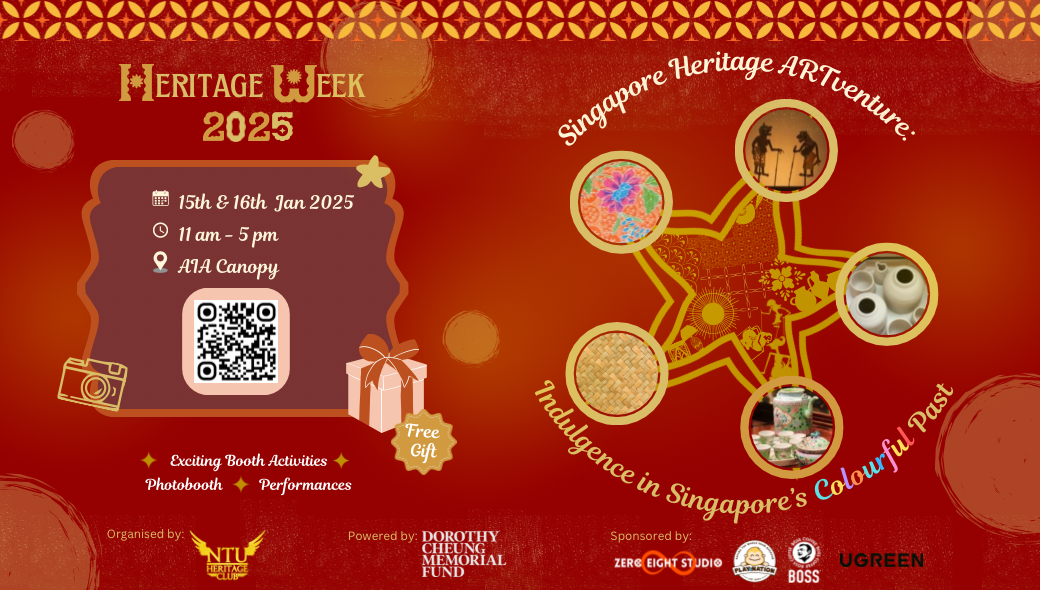 HERITAGE WEEK
2025
15th & 16th Jan 2025
11 am - 5 pm
AIA Canopy
Free
Gift
Exciting Booth Activities
Photobooth Performances
Singapore Heritage ARTventure:
Indulgence in Singapore's Colourful Past
Organised by:
NTU
HERITAGE
CLUB
Powered by:
DOROTHY
CHEUNG
MEMORIAL
FUND
Sponsored by:
ZERO EIGHT STUDIO
PLAY NATION
BOSS
UGREEN